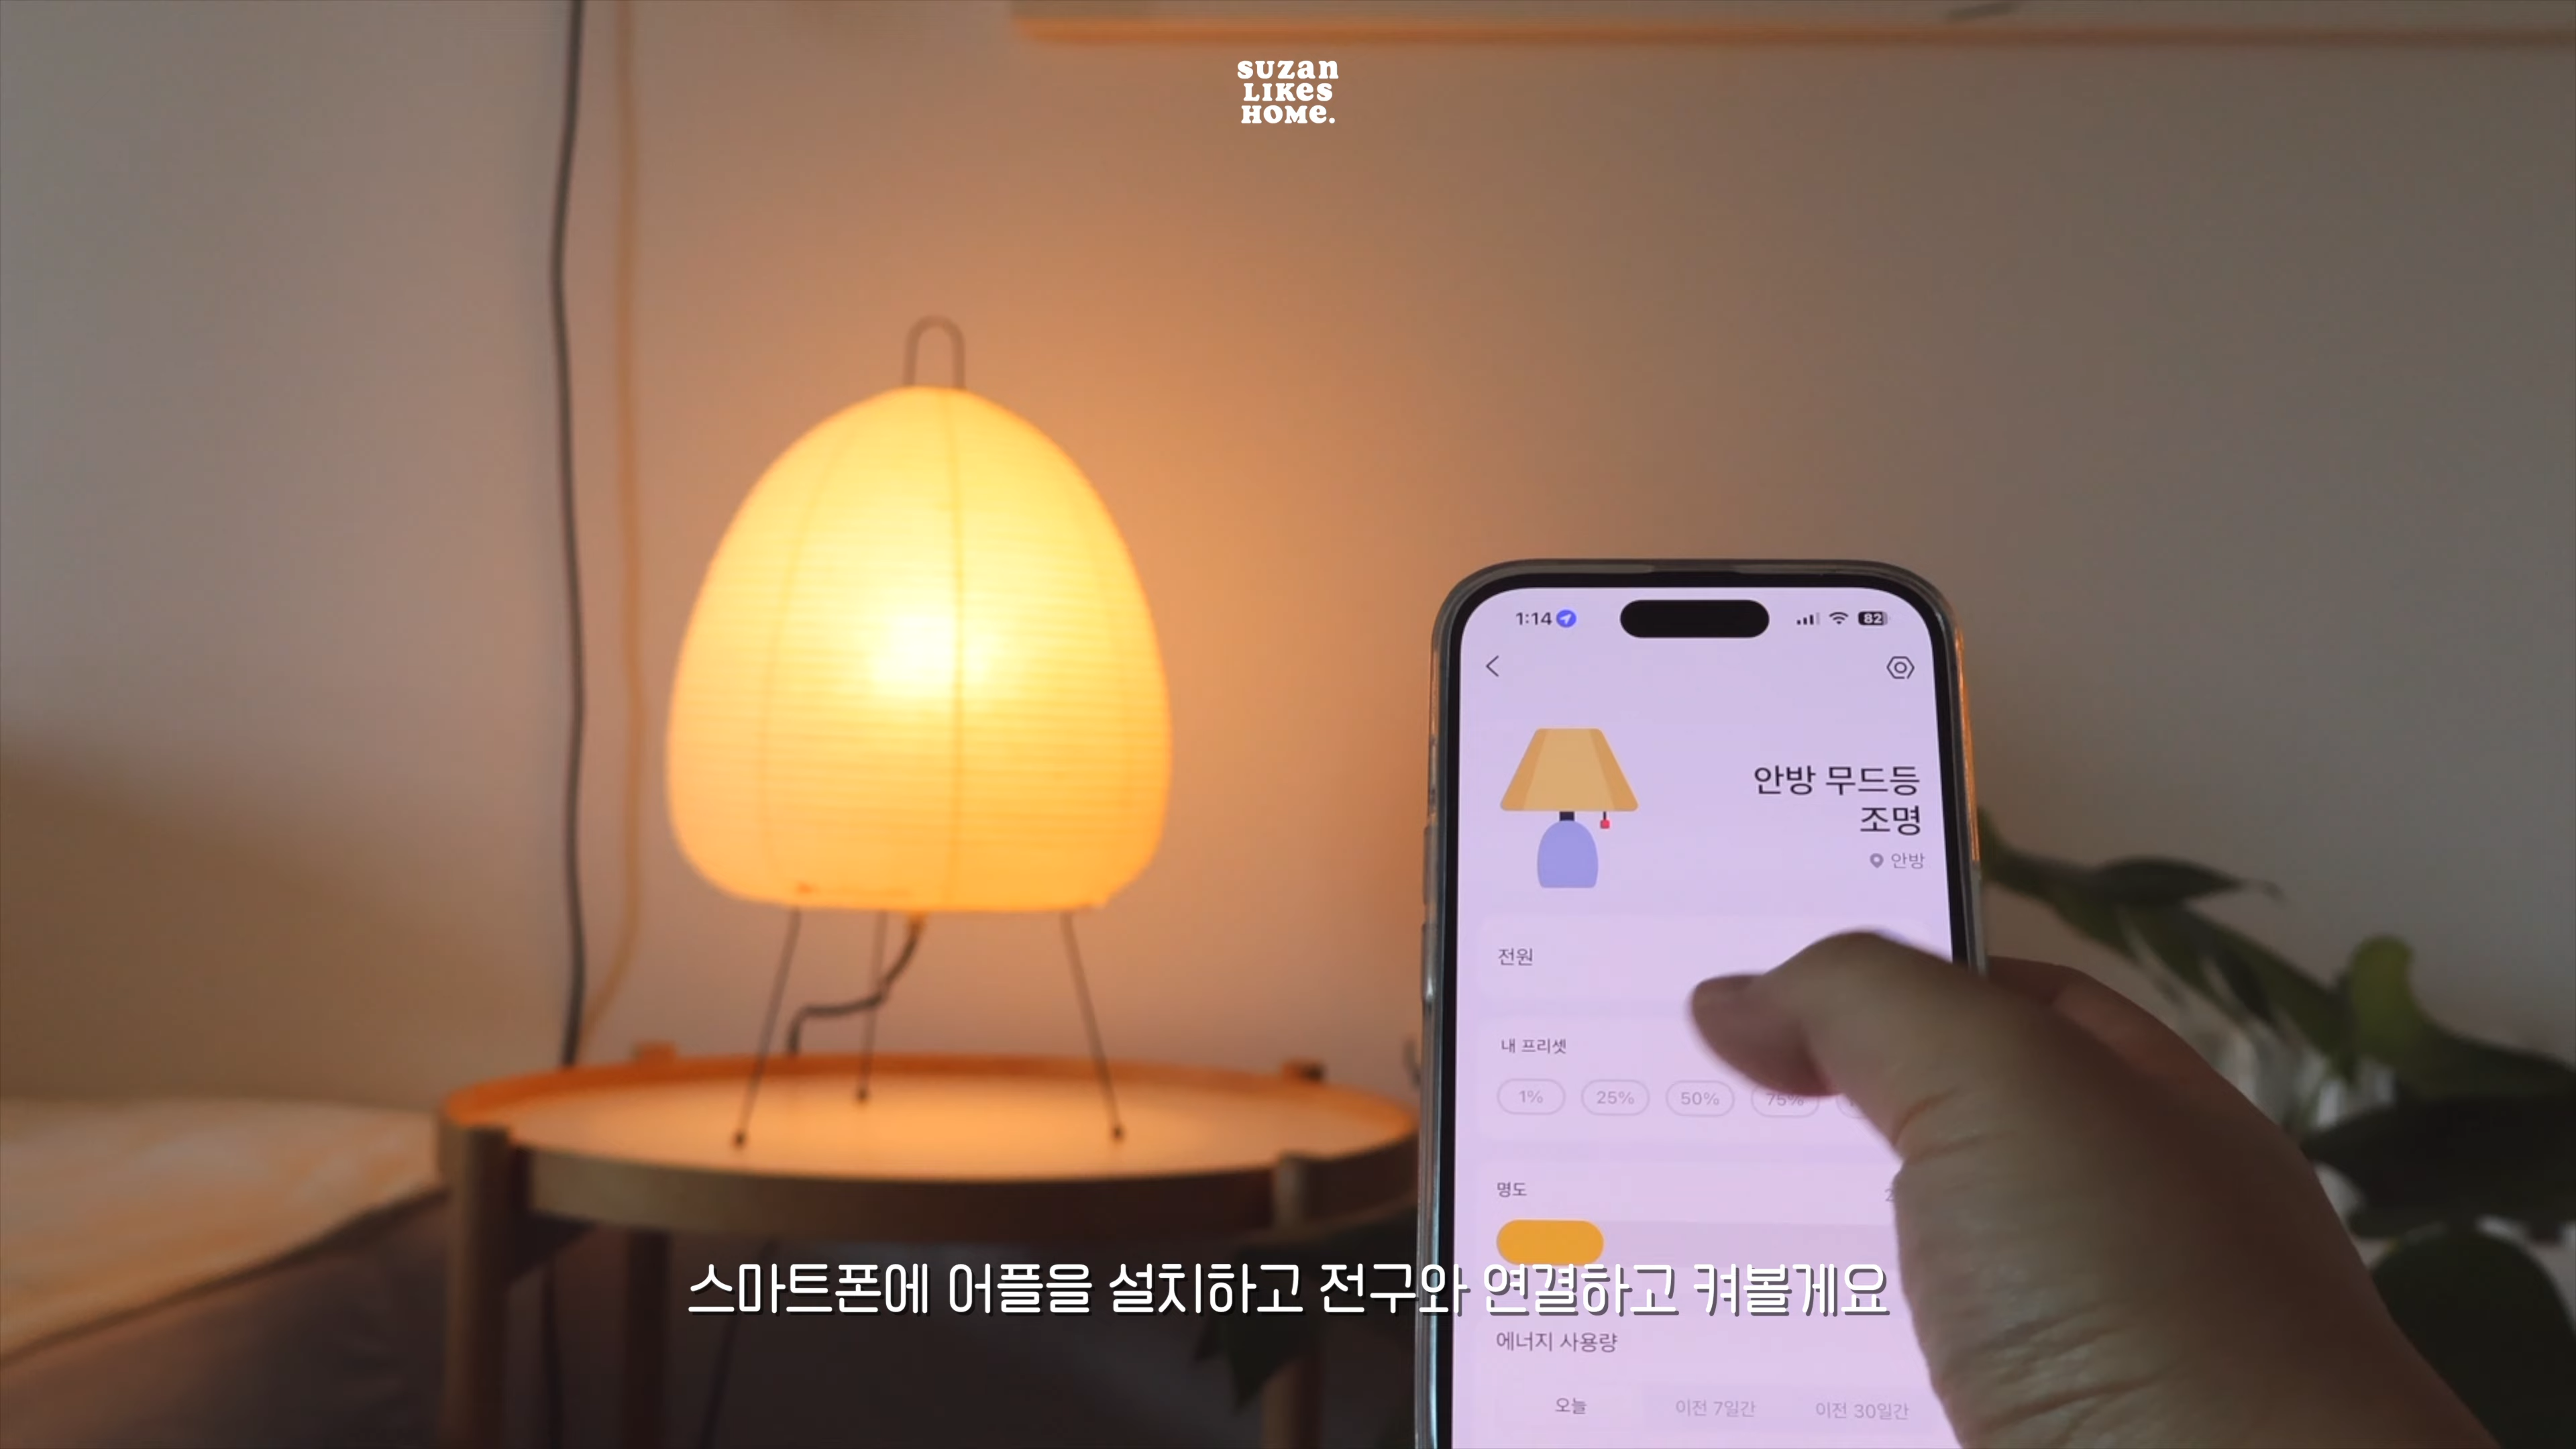 suzan
LIKes
HOMe.
1:14
82
안방 무드등
조명
안방
전원
내 프리셋
1% 25% 50% 75%
명도
스마트폰에 어플을 설치하고 전구와 연결하고 켜볼게요
에너지 사용량
오늘 이전 7일간 이전 30일간